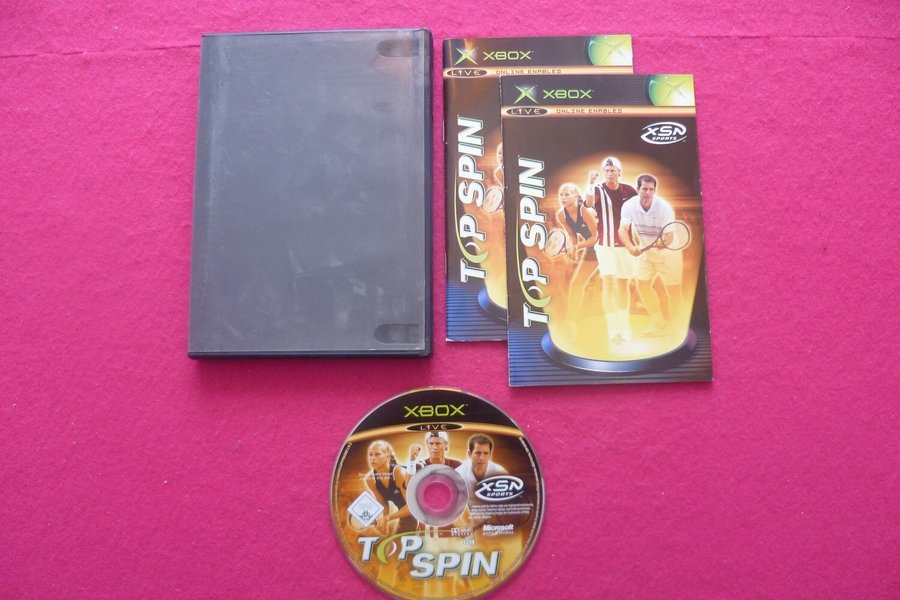 XBOX
LIVE ONLINE ENABLED
TOP SPIN
XBOX
LIVE ONLINE ENABLED
XSN
SPORTS
TOP SPIN
XBOX
LIVE
XSN
SPORTS
Microsoft
TOP
SPIN